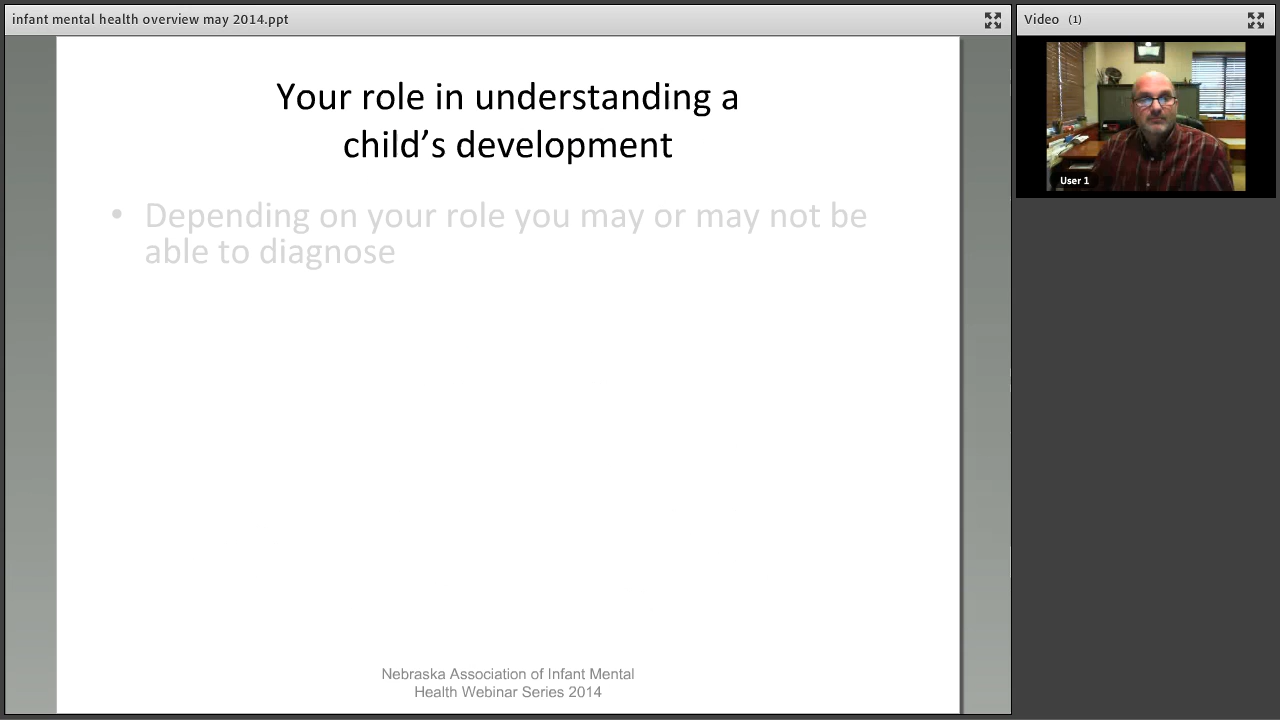 infant mental health overview may 2014.ppt
Video (1)
User 1
Your role in understanding a
child’s development
• Depending on your role you may or may not be
able to diagnose
Nebraska Association of Infant Mental
Health Webinar Series 2014